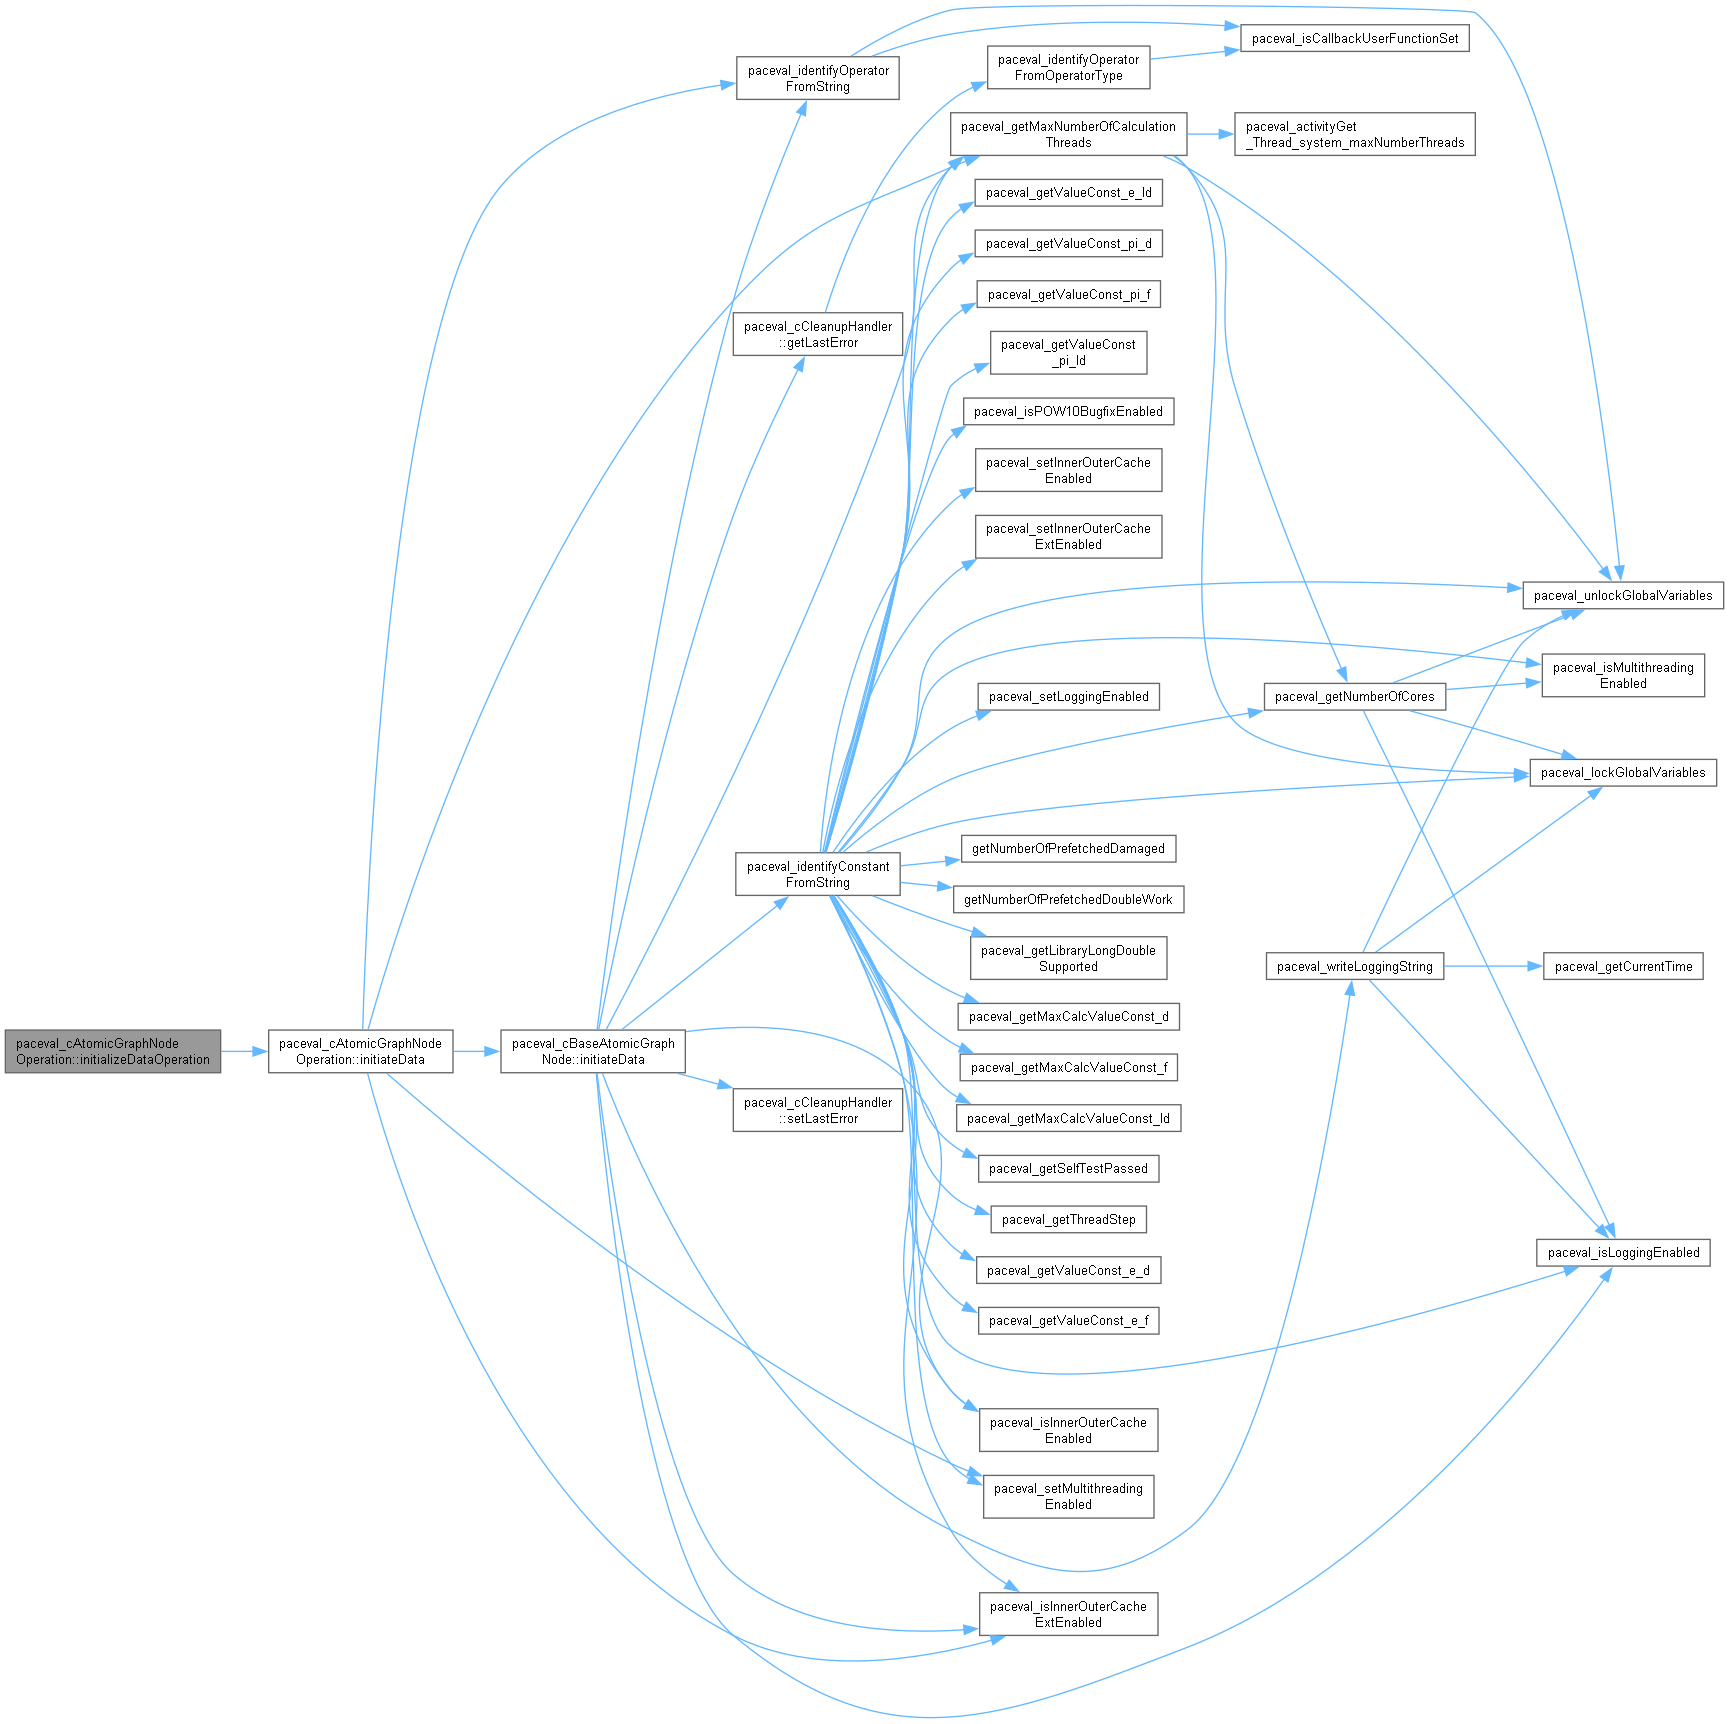 paceval_cAtomicGraphNode
Operation::initializeDataOperation
paceval_cAtomicGraphNode
Operation::initiateData
paceval_cBaseAtomicGraph
Node::initiateData
paceval_identifyOperator
FromString
paceval_cCleanupHandler
::getLastError
paceval_identifyConstant
FromString
paceval_cCleanupHandler
::setLastError
paceval_identifyOperator
FromOperatorType
paceval_getMaxNumberOfCalculation
Threads
paceval_getValueConst_e_ld
paceval_getValueConst_pi_d
paceval_getValueConst_pi_f
paceval_getValueConst
_pi_ld
paceval_isPOW10BugfixEnabled
paceval_setInnerOuterCache
Enabled
paceval_setInnerOuterCache
ExtEnabled
paceval_setLoggingEnabled
getNumberOfPrefetchedDamaged
getNumberOfPrefetchedDoubleWork
paceval_getLibraryLongDouble
Supported
paceval_getMaxCalcValueConst_d
paceval_getMaxCalcValueConst_f
paceval_getMaxCalcValueConst_ld
paceval_getSelfTestPassed
paceval_getThreadStep
paceval_getValueConst_e_d
paceval_getValueConst_e_f
paceval_isInnerOuterCache
Enabled
paceval_setMultithreading
Enabled
paceval_isInnerOuterCache
ExtEnabled
paceval_isCallbackUserFunctionSet
paceval_activityGet
_Thread_system_maxNumberThreads
paceval_getNumberOfCores
paceval_writeLoggingString
paceval_unlockGlobalVariables
paceval_isMultithreading
Enabled
paceval_lockGlobalVariables
paceval_getCurrentTime
paceval_isLoggingEnabled